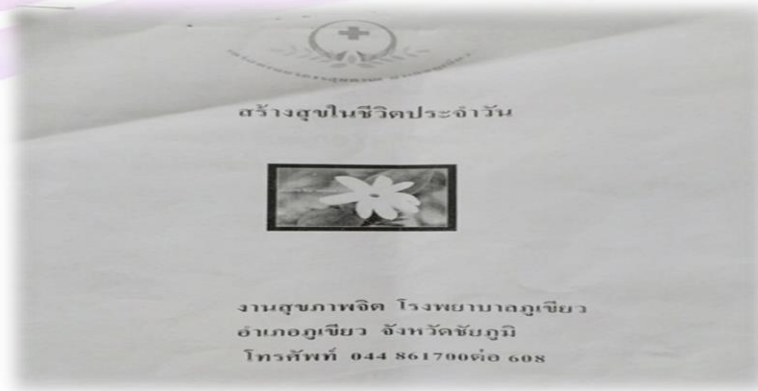 สร้างสุขในชีวิตประจำวัน
งานสุขภาพจิต โรงพยาบาลภูเขียว
อำเภอภูเขียว จังหวัดชัยภูมิ
โทรศัพท์ 044 861700ต่อ 608